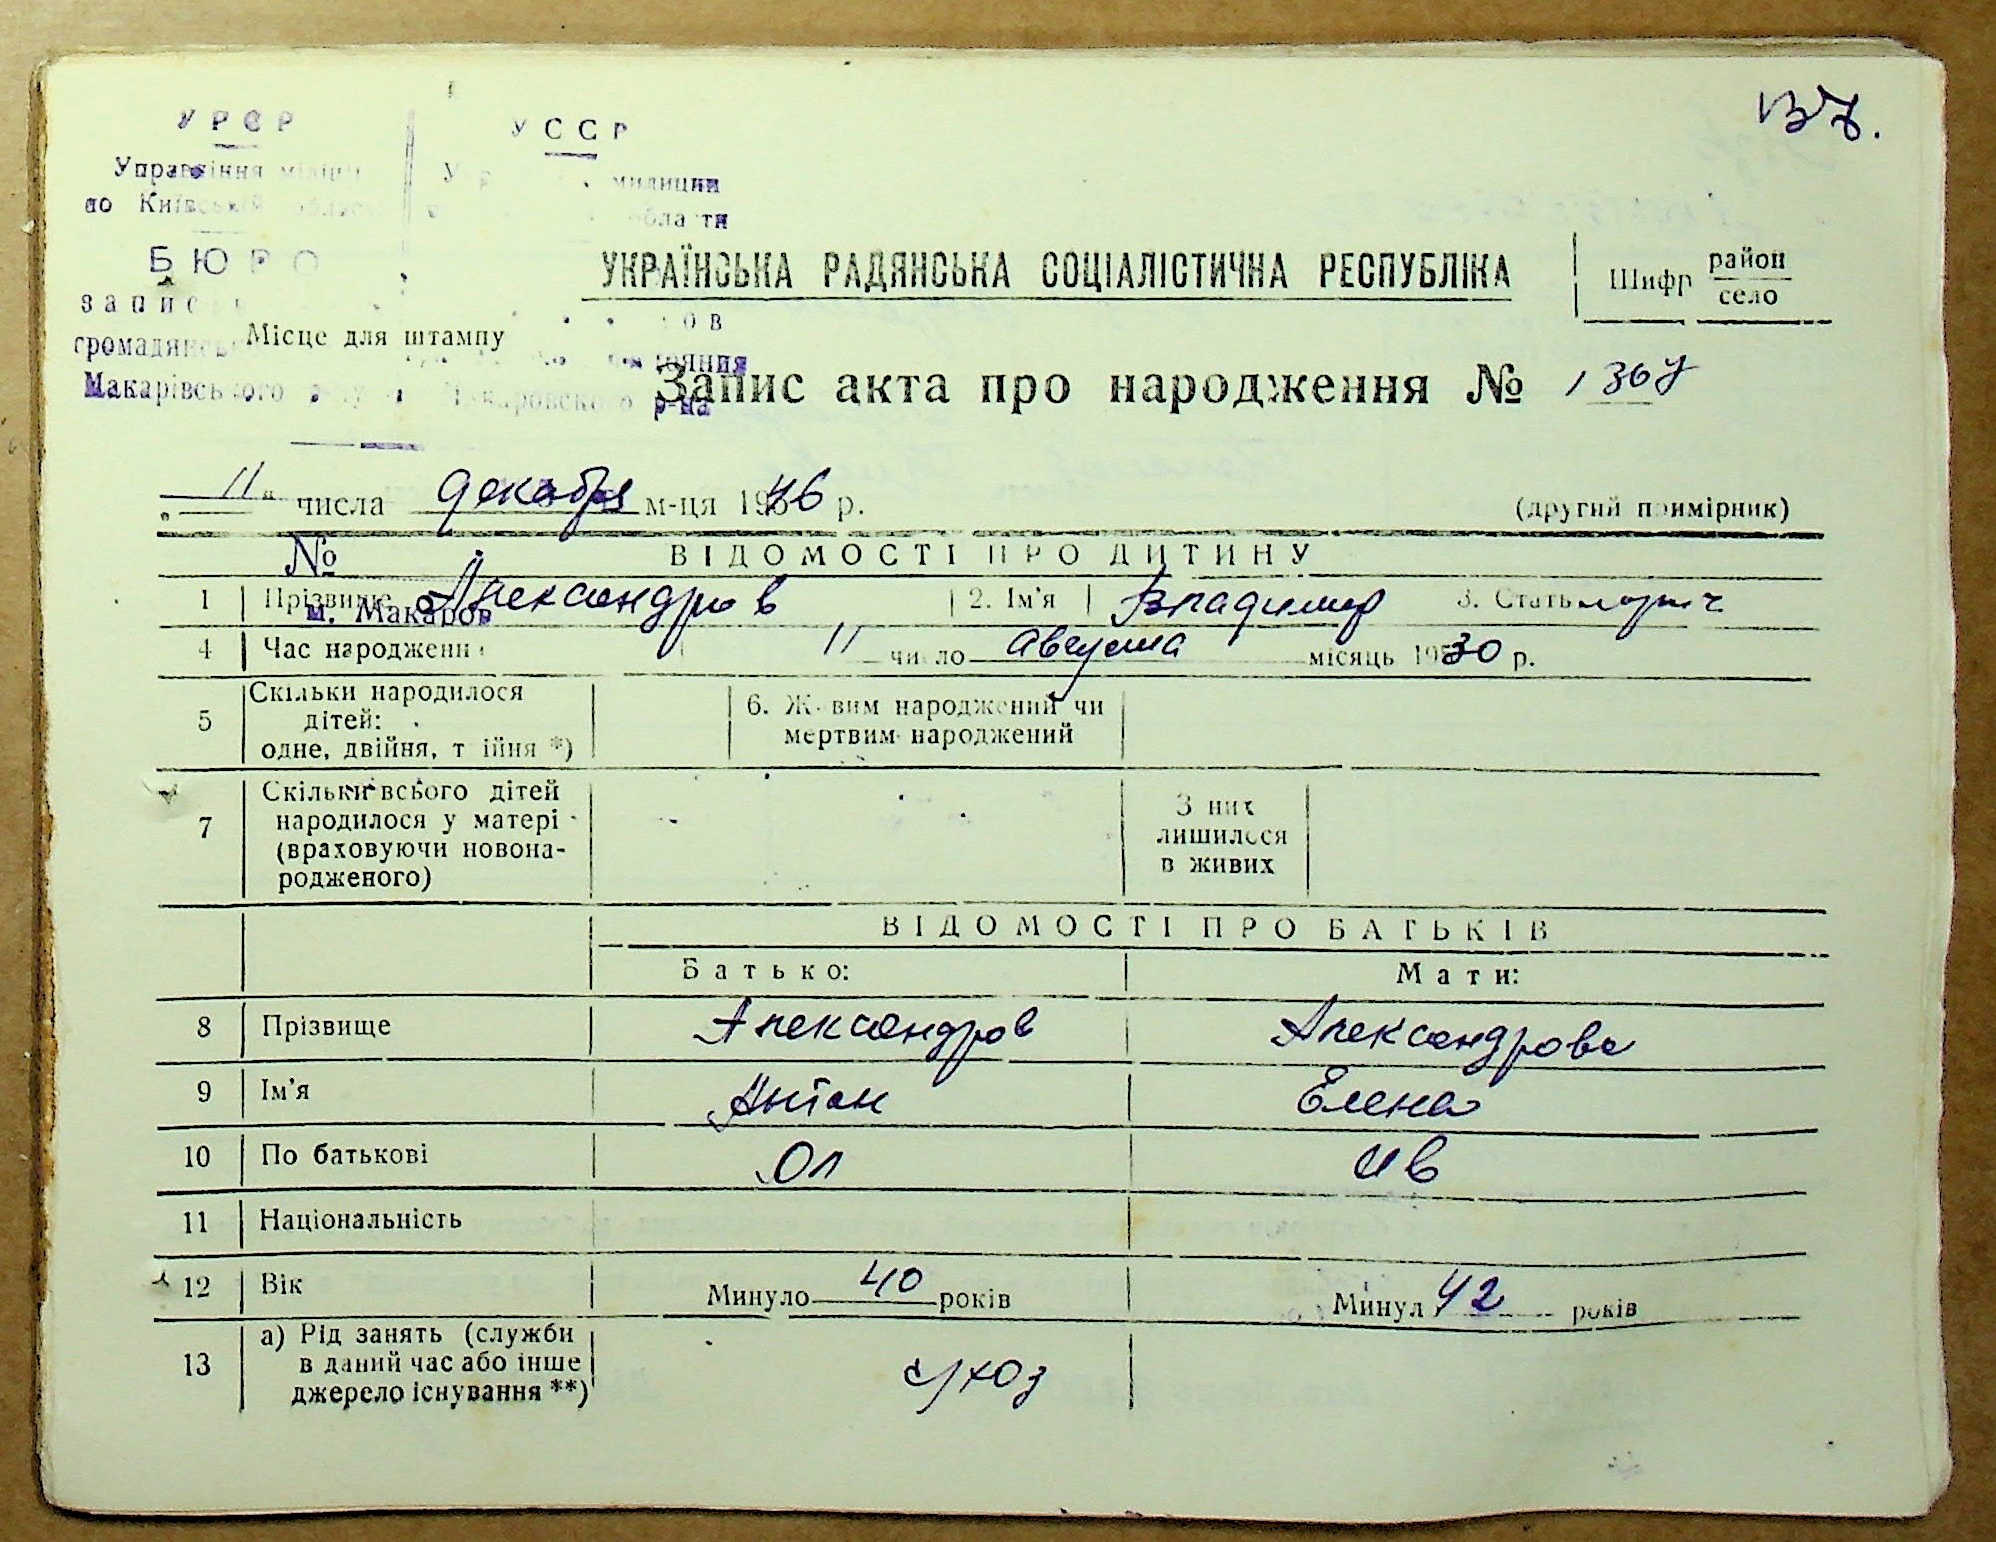 137.
УРСР
УССР
Управління міліції
милиции
по Київській області
области
БЮРО
УКРАЇНСЬКА РАДЯНСЬКА СОЦІАЛІСТИЧНА РЕСПУБЛІКА
Шифр район
село
Місце для штампу
Макарівського
Макаровского р-на
Запис акта про народження №
11 числа декабря м-ця 1946 р.
(другий примірник)
№
ВІДОМОСТІ ПРО ДИТИНУ
м. Макаров
1 Прізвище Александров 2. Ім'я Владимир 3. Стать
4 Час народження 11 число августа місяць 1930 р.
5 Скільки народилося
дітей:
одне, двійня, трійня *)
6. Живим народжений чи
мертвим народжений
7 Скільки всього дітей
народилося у матері
(враховуючи новона-
родженого)
З них
лишилося
в живих
ВІДОМОСТІ ПРО БАТЬКІВ
Батько: Мати:
8 Прізвище Александров Александрова
9 Ім'я Антон Елена
10 По батькові Ол Ив
11 Національність
12 Вік Минуло 40 років Минул 42 років
13 а) Рід занять (служби
в даний час або інше
джерело існування **)
с/хоз